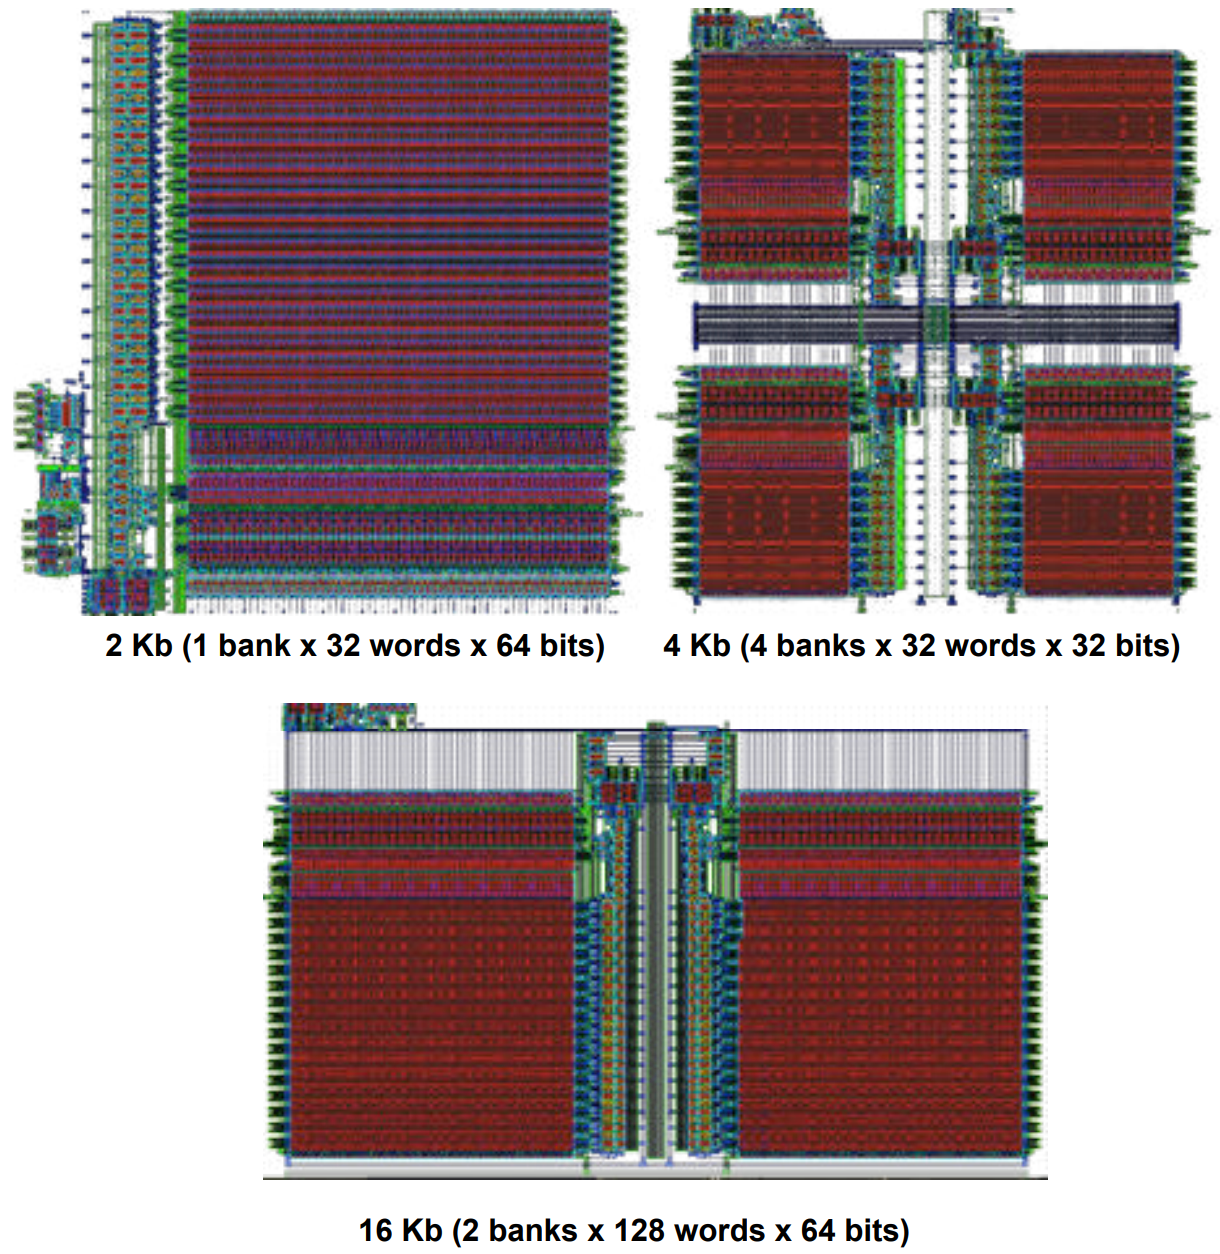 2 Kb (1 bank x 32 words x 64 bits)
4 Kb (4 banks x 32 words x 32 bits)
16 Kb (2 banks x 128 words x 64 bits)